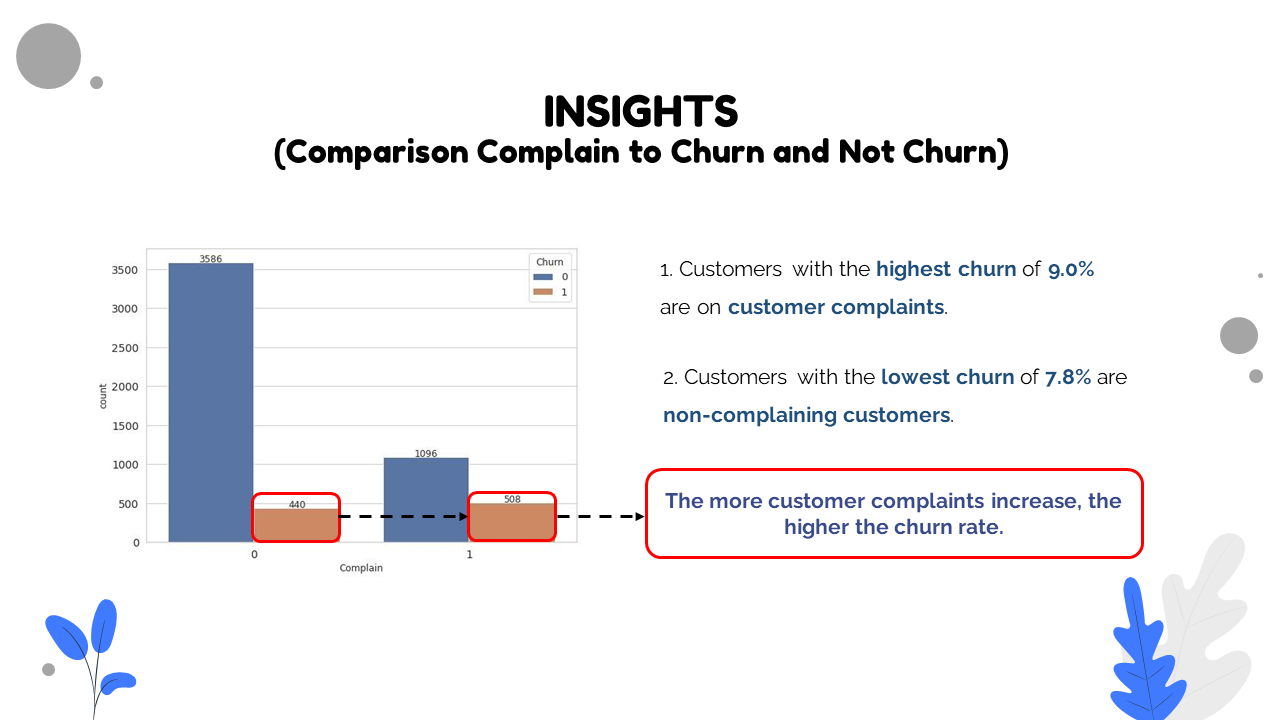 INSIGHTS
(Comparison Complain to Churn and Not Churn)
3586
3500
3000
2500
2000
1500
1000
500
0
count
440
1096
508
Churn
0
1
0
1
Complain
1. Customers with the highest churn of 9.0%
are on customer complaints.
2. Customers with the lowest churn of 7.8% are
non-complaining customers.
The more customer complaints increase, the
higher the churn rate.